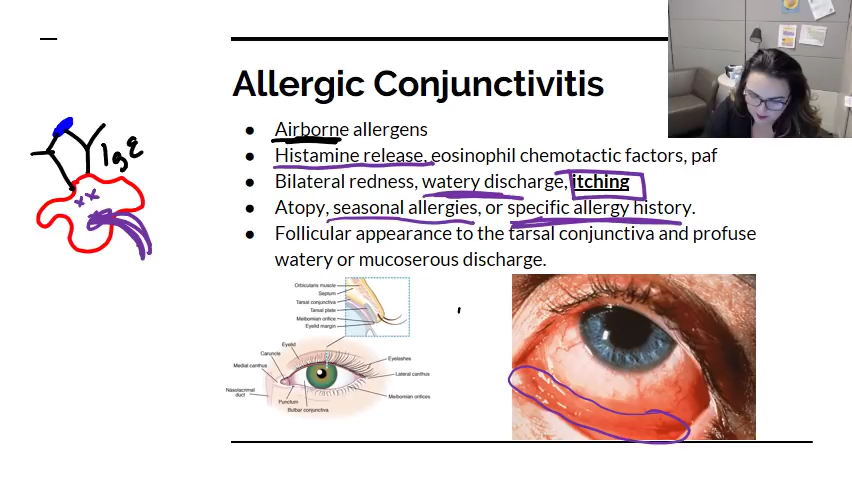 Allergic Conjunctivitis
Airborne allergens
Histamine release, eosinophil chemotactic factors, paf
Bilateral redness, watery discharge, itching
Atopy, seasonal allergies, or specific allergy history.
Follicular appearance to the tarsal conjunctiva and profuse
watery or mucoserous discharge.
IgE
Orbicularis muscle
Septum
Tarsal conjunctiva
Tarsal plate
Meibomian orifice
Eyelid margin
Eyelid
Caruncle
Medial canthus
Nasolacrimal
duct
Punctum
Bulbar conjunctiva
Eyelashes
Lateral canthus
Meibomian orifices